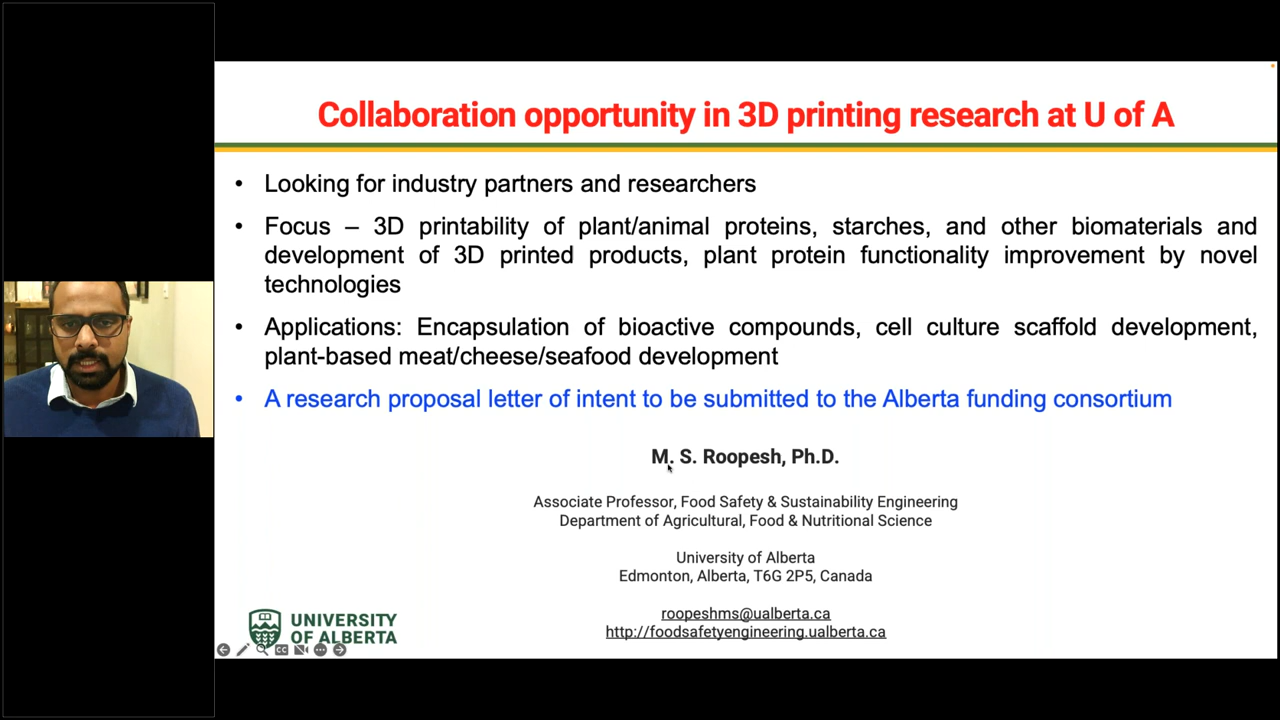 Collaboration opportunity in 3D printing research at U of A
• Looking for industry partners and researchers
• Focus – 3D printability of plant/animal proteins, starches, and other biomaterials and
development of 3D printed products, plant protein functionality improvement by novel
technologies
• Applications: Encapsulation of bioactive compounds, cell culture scaffold development,
plant-based meat/cheese/seafood development
• A research proposal letter of intent to be submitted to the Alberta funding consortium
M. S. Roopesh, Ph.D.
Associate Professor, Food Safety & Sustainability Engineering
Department of Agricultural, Food & Nutritional Science
University of Alberta
Edmonton, Alberta, T6G 2P5, Canada
roopeshms@ualberta.ca
http://foodsafetyengineering.ualberta.ca
UNIVERSITY
OF ALBERTA
CC